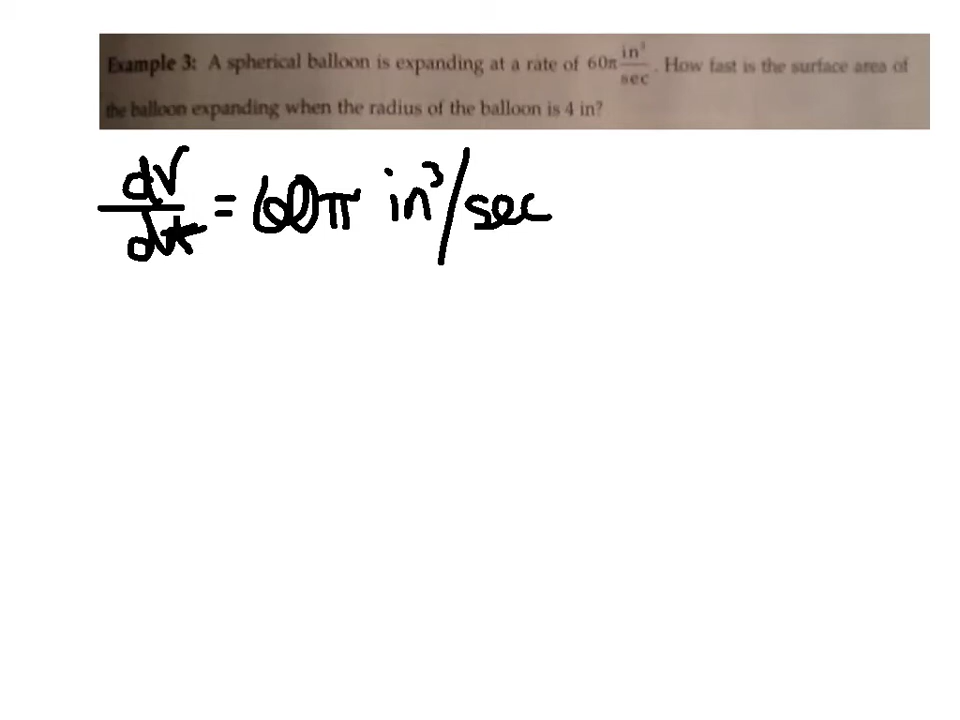 Example 3: A spherical balloon is expanding at a rate of 60π in³/sec. How fast is the surface area of
the balloon expanding when the radius of the balloon is 4 in?
dV/dt = 60π in³/sec